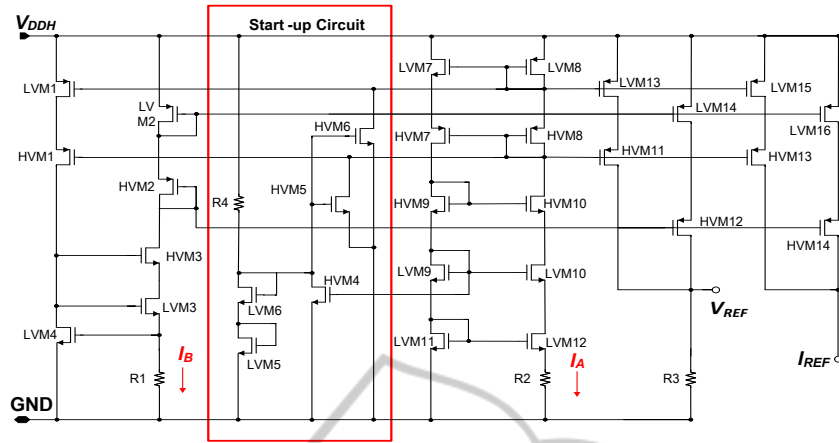 Start -up Circuit
VDDH
LVM7
LVM8
LVM1
LV
M2
LVM13
LVM15
LVM14
LVM16
HVM6
HVM7
HVM8
HVM1
HVM11
HVM13
HVM2
HVM5
R4
HVM9
HVM10
HVM12
HVM14
HVM3
LVM9
LVM10
HVM4
LVM6
LVM3
VREF
LVM4
LVM5
LVM11
LVM12
IB
IA
IREF
R1
R2
R3
GND